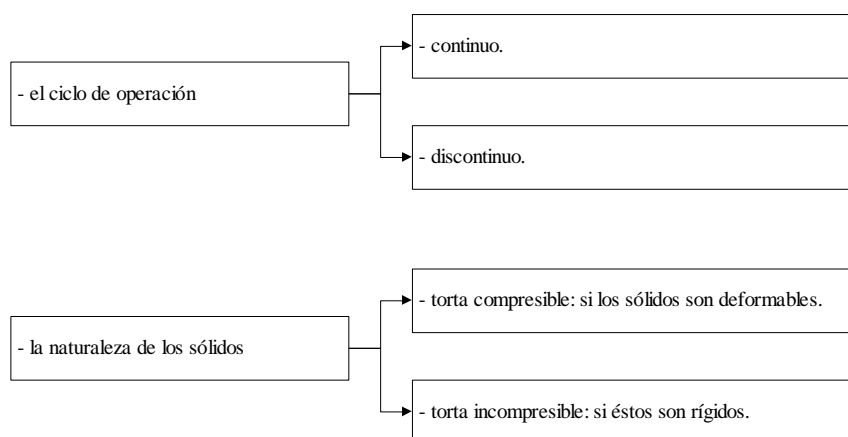 - continuo.
- el ciclo de operación
- discontinuo.
- torta compresible: si los sólidos son deformables.
- la naturaleza de los sólidos
- torta incompresible: si éstos son rígidos.